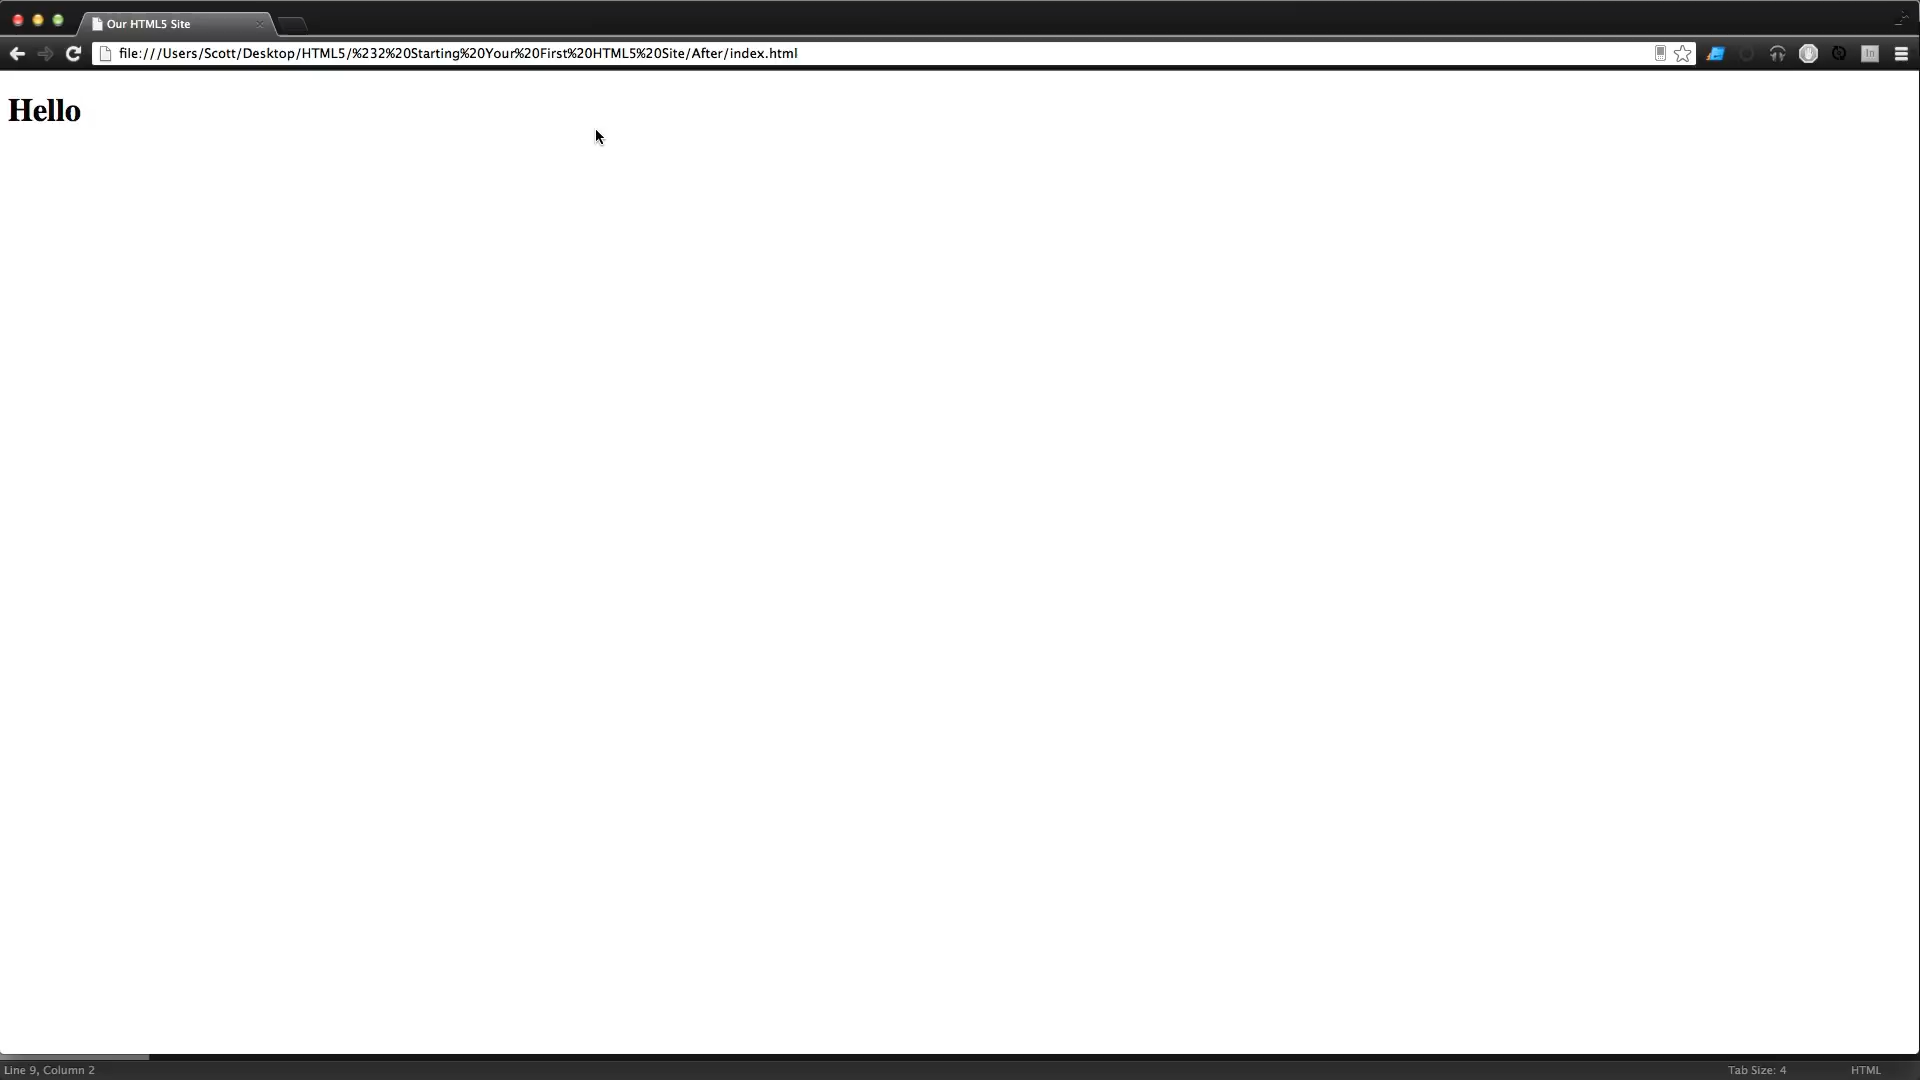 Our HTML5 Site
file:///Users/Scott/Desktop/HTML5/%232%20Starting%20Your%20First%20HTML5%20Site/After/index.html
Hello
Line 9, Column 2
Tab Size: 4
HTML